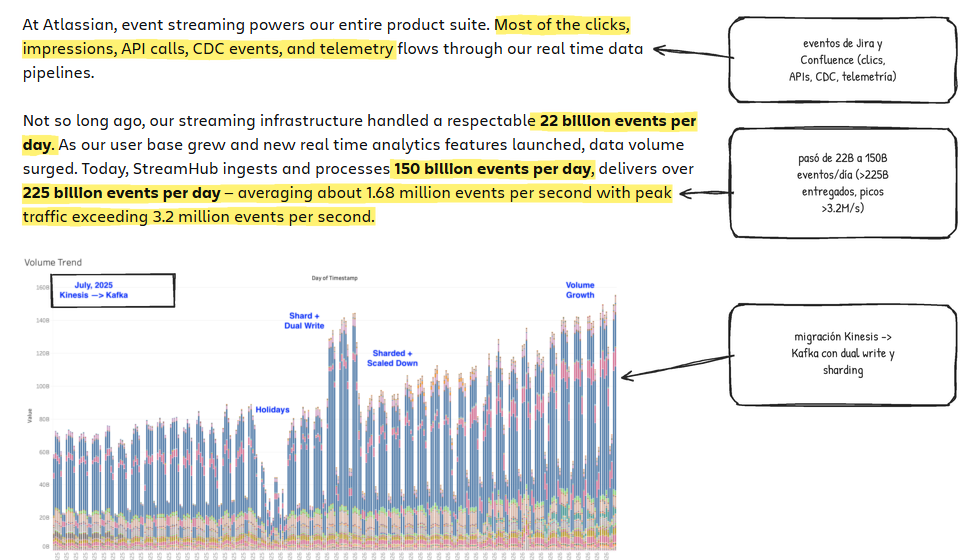 At Atlassian, event streaming powers our entire product suite. Most of the clicks,
impressions, API calls, CDC events, and telemetry flows through our real time data
pipelines.
eventos de Jira y
Confluence (clics,
APIs, CDC, telemetría)
Not so long ago, our streaming infrastructure handled a respectable 22 billion events per
day. As our user base grew and new real time analytics features launched, data volume
surged. Today, StreamHub ingests and processes 150 billion events per day, delivers over
225 billion events per day – averaging about 1.68 million events per second with peak
traffic exceeding 3.2 million events per second.
pasó de 22B a 150B
eventos/día (>225B
entregados, picos
>3.2M/s)
Volume Trend
Day of Timestamp
July, 2025
Kinesis —> Kafka
Shard +
Dual Write
Sharded +
Scaled Down
Holidays
Volume
Growth
Value
160B
140B
120B
100B
80B
60B
40B
20B
0B
migración Kinesis ->
Kafka con dual write y
sharding